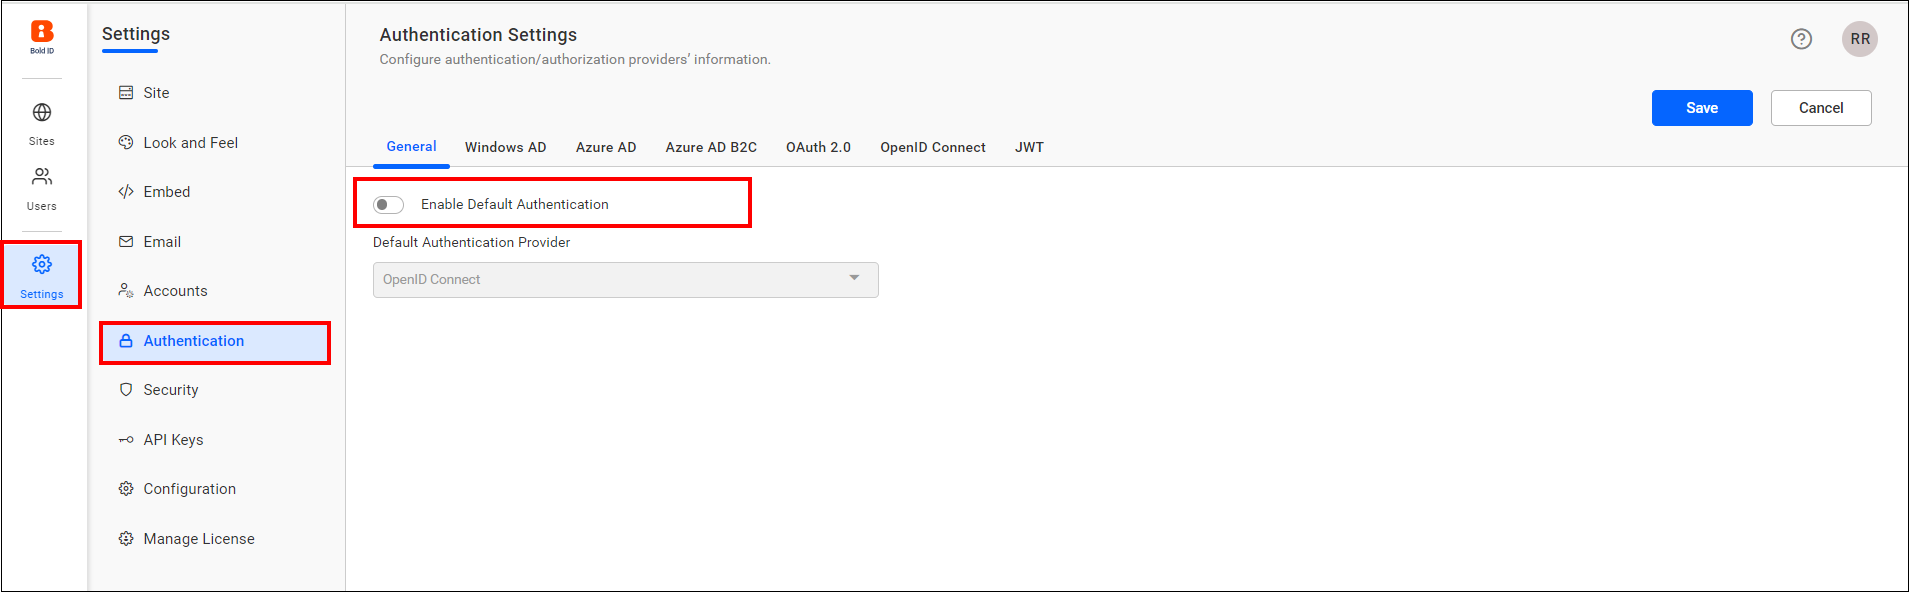 Bold ID
Sites
Users
Settings
Settings
Site
Look and Feel
Embed
Email
Accounts
Authentication
Security
API Keys
Configuration
Manage License
Authentication Settings
Configure authentication/authorization providers’ information.
RR
Save Cancel
General Windows AD Azure AD Azure AD B2C OAuth 2.0 OpenID Connect JWT
Enable Default Authentication
Default Authentication Provider
OpenID Connect